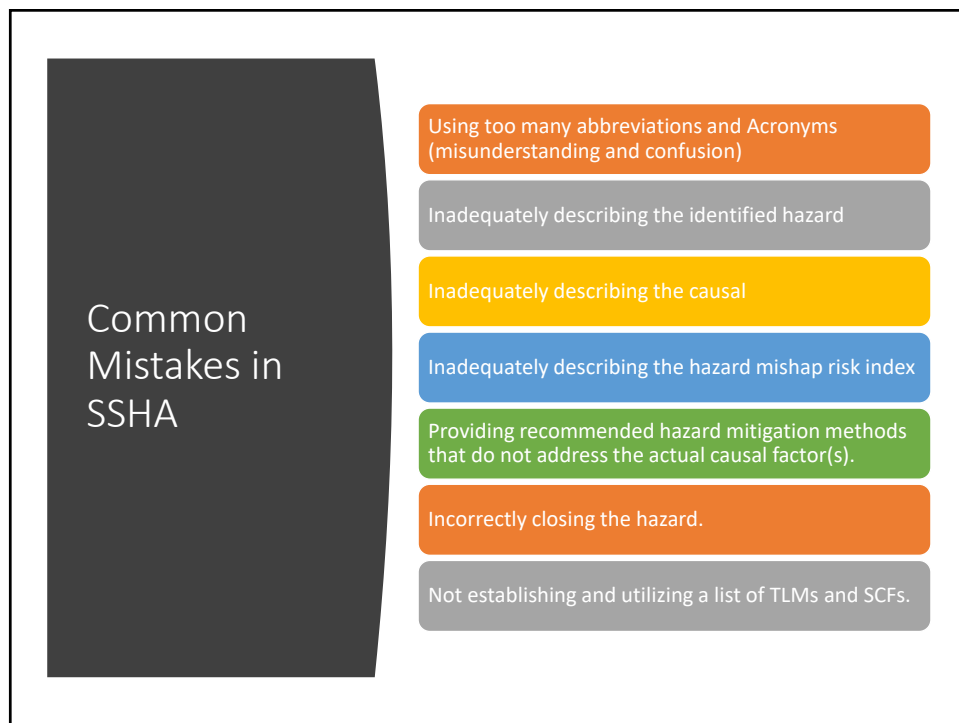 Common
Mistakes in
SSHA
Using too many abbreviations and Acronyms
(misunderstanding and confusion)
Inadequately describing the identified hazard
Inadequately describing the causal
Inadequately describing the hazard mishap risk index
Providing recommended hazard mitigation methods
that do not address the actual causal factor(s).
Incorrectly closing the hazard.
Not establishing and utilizing a list of TLMs and SCFs.